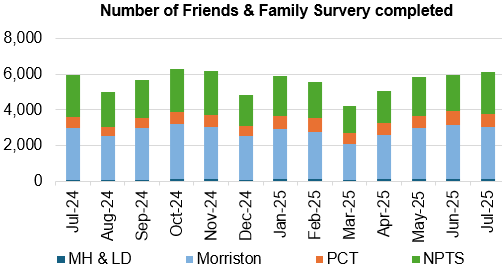 Number of Friends & Family Survery completed
8,000
6,000
4,000
2,000
0
Jul-24
Aug-24
Sep-24
Oct-24
Nov-24
Dec-24
Jan-25
Feb-25
Mar-25
Apr-25
May-25
Jun-25
Jul-25
MH & LD
Morriston
PCT
NPTS